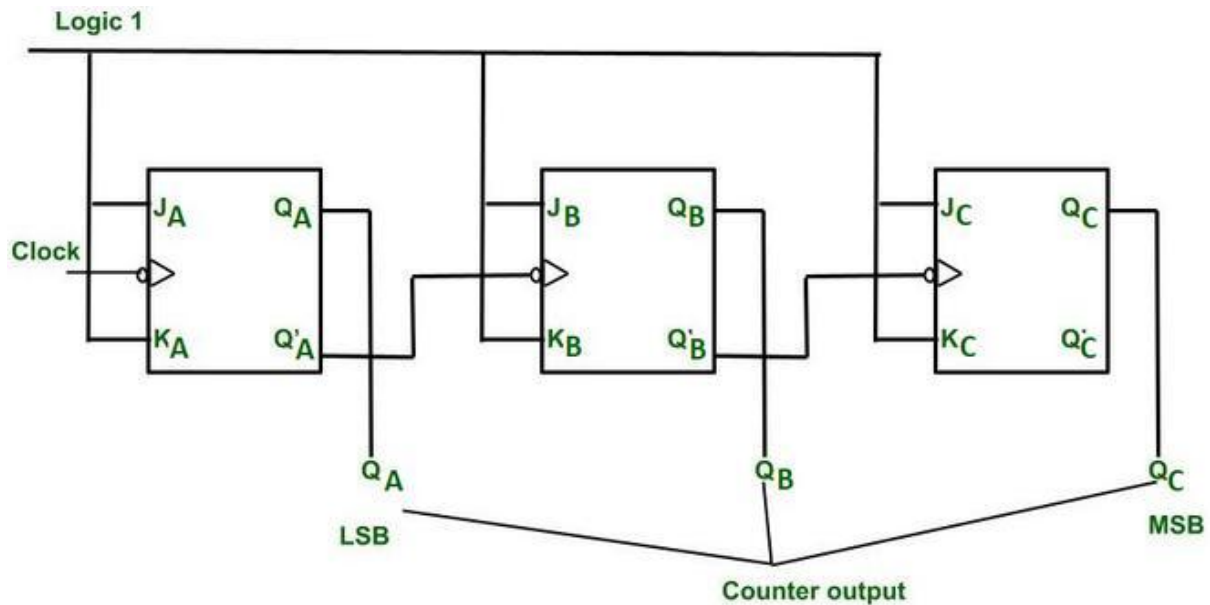 Logic 1
JA QA JB QB JC QC
Clock
KA Q'A KB Q'B KC Q'C
QA QB QC
LSB MSB
Counter output